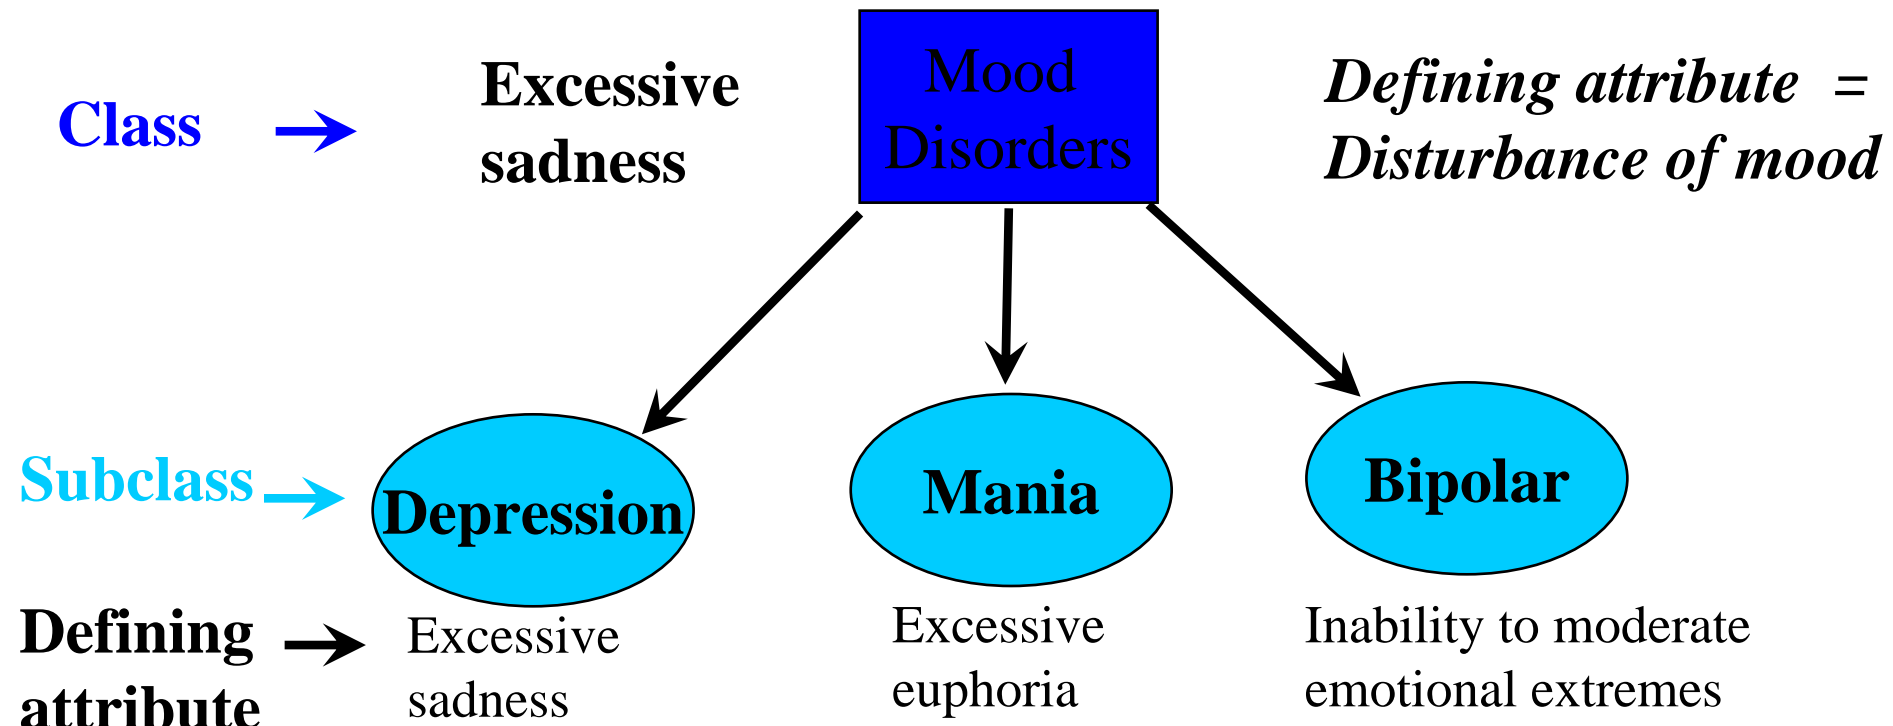 Class
Excessive
sadness
Mood
Disorders
Defining attribute =
Disturbance of mood
Subclass
Depression
Mania
Bipolar
Defining
attribute
Excessive
sadness
Excessive
euphoria
Inability to moderate
emotional extremes